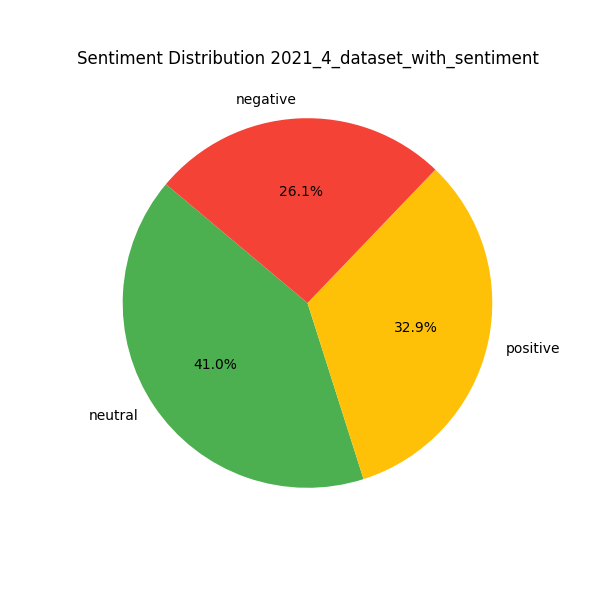 Sentiment Distribution 2021_4_dataset_with_sentiment
negative
26.1%
32.9%
positive
41.0%
neutral